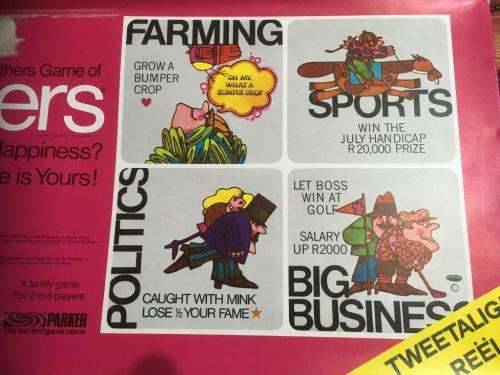 thers Game of
ers
Happiness?
e is Yours!
A family game
For 2 to 6 players
PARKER
The fun and game name
FARMING
GROW A
BUMPER
CROP
OH MY,
WHAT A
BUMPER CROP
SPORTS
WIN THE
JULY HANDICAP
R20,000 PRIZE
POLITICS
CAUGHT WITH MINK
LOSE ½ YOUR FAME
LET BOSS
WIN AT
GOLF
SALARY
UP R2000
BIG
BUSINESS
TWEETALIG
REËL